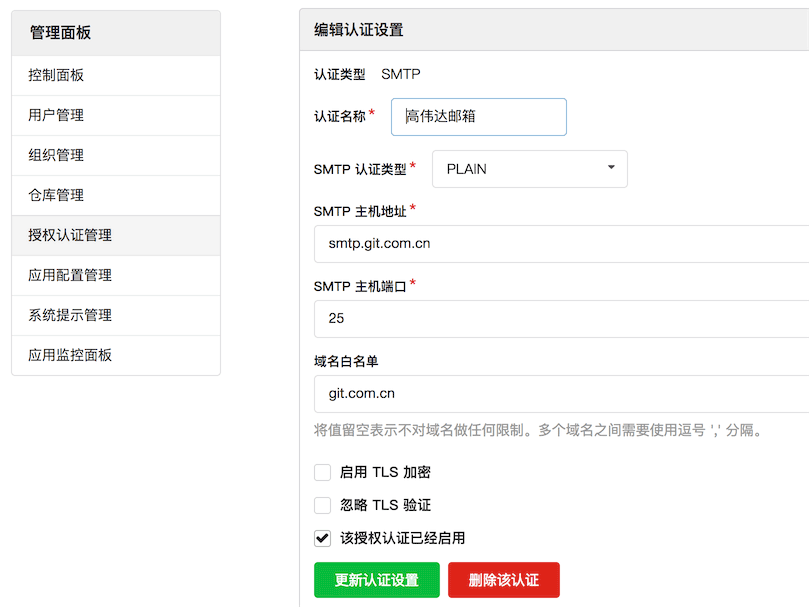 管理面板
控制面板
用户管理
组织管理
仓库管理
授权认证管理
应用配置管理
系统提示管理
应用监控面板
编辑认证设置
认证类型 SMTP
认证名称* 高伟达邮箱
SMTP 认证类型* PLAIN
SMTP 主机地址*
smtp.git.com.cn
SMTP 主机端口*
25
域名白名单
git.com.cn
将值留空表示不对域名做任何限制。多个域名之间需要使用逗号 ',' 分隔。
启用 TLS 加密
忽略 TLS 验证
该授权认证已经启用
更新认证设置 删除该认证